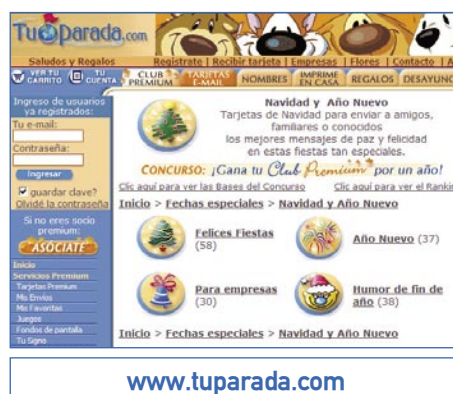 TuParada.com
Saludos y Regalos
Registrate | Recibir tarjeta | Empresas | Flores | Contacto | A
VER TU CARRITO
TU CUENTA
CLUB PREMIUM
TARJETAS E-MAIL
NOMBRES
IMPRIME EN CASA
REGALOS
DESAYUNO
Ingreso de usuarios
ya registrados:
Tu e-mail:
Contraseña:
Ingresar
guardar clave?
Olvidé la contraseña
Si no eres socio
premium:
ASÓCIATE
Inicio
Servicios Premium
Tarjetas Premium
Mis Envios
Mis Favoritas
Juegos
Fondos de pantalla
Tu Signo
Navidad y Año Nuevo
Tarjetas de Navidad para enviar a amigos,
familiares o conocidos
los mejores mensajes de paz y felicidad
en estas fiestas tan especiales.
CONCURSO: ¡Gana tu Club Premium por un año!
Clic aquí para ver las Bases del Concurso
Clic aquí para ver el Rankin
Inicio > Fechas especiales > Navidad y Año Nuevo
Felices Fiestas
(58)
Año Nuevo (37)
Para empresas
(30)
Humor de fin de
año (38)
Inicio > Fechas especiales > Navidad y Año Nuevo
www.tuparada.com